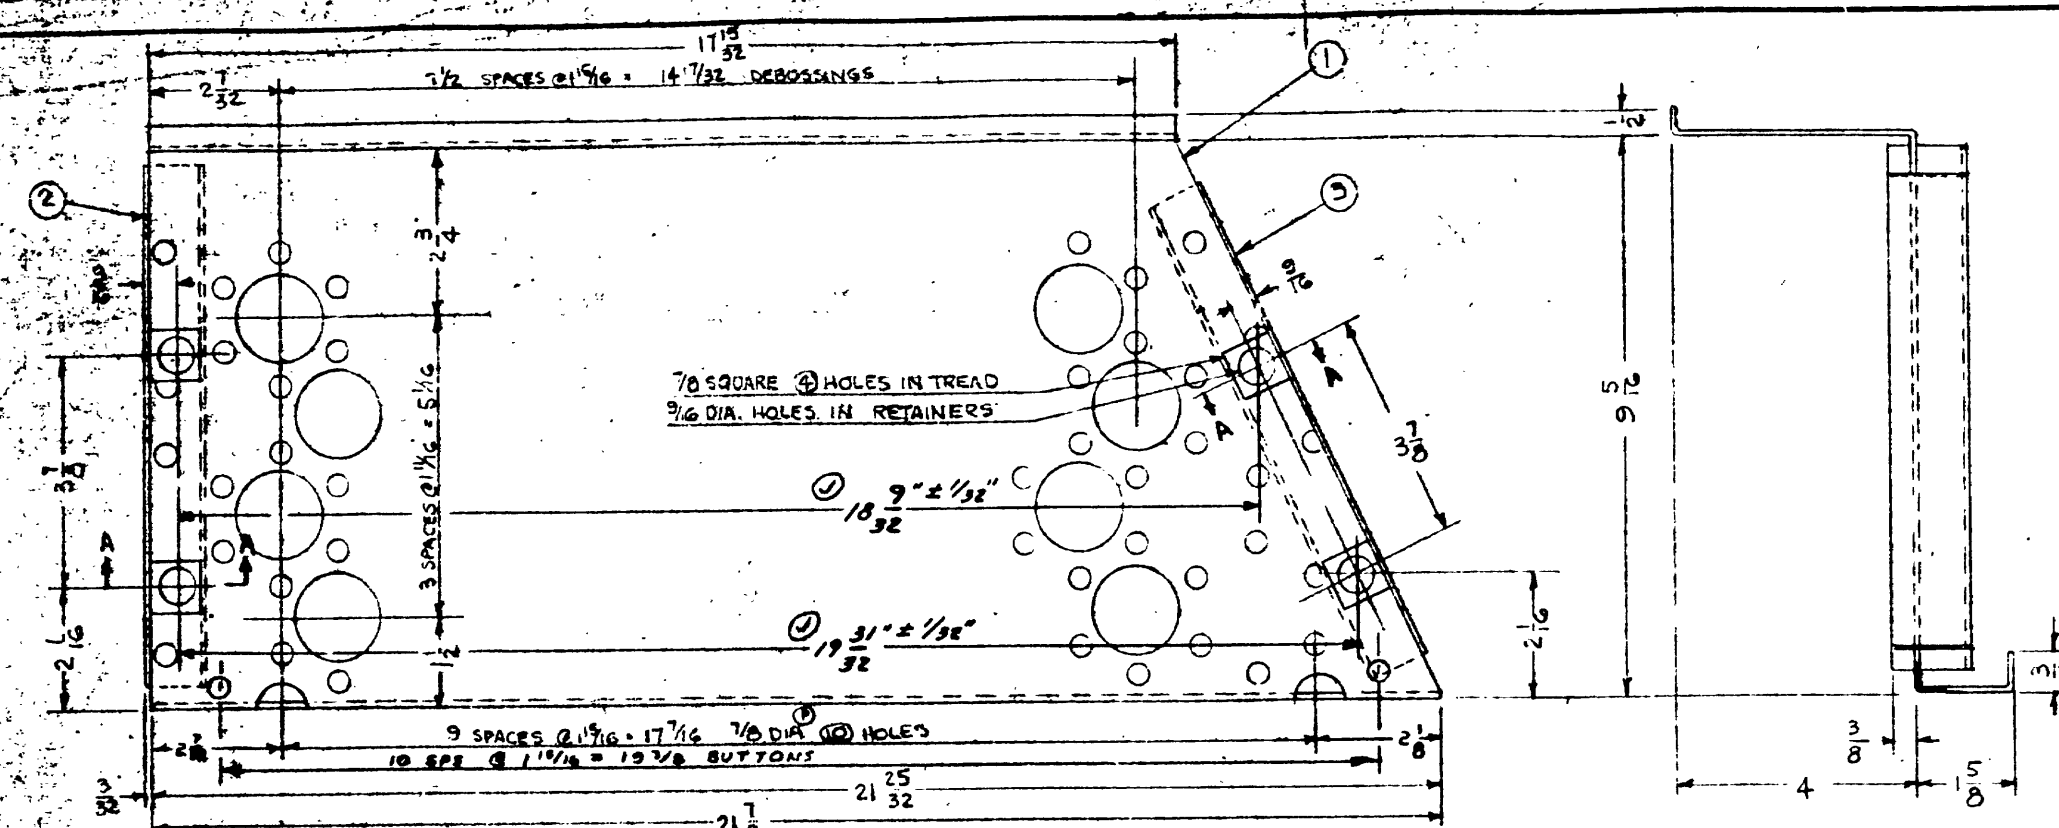 17 15/32
2 7/32
7 1/2 SPACES @ 1 15/16 = 14 17/32 DEBOSSINGS
1
1/2
2
3
2 3/4
9/16
7/8 SQUARE 4 HOLES IN TREAD
9/16 DIA. HOLES IN RETAINERS
A
A
9 5/16
3 7/8
3 7/8
3 SPACES @ 1 11/16 = 5 1/16
18 9/32" ± 1/32"
A
A
2 1/16
1 1/2
19 31/32" ± 1/32"
2 1/16
9 SPACES @ 1 15/16 = 17 7/16 7/8 DIA 10 HOLES
2 1/8
10 SPS @ 1 15/16 = 19 3/8 BUTTONS
3/8
3/32
21 25/32
4
1 5/8